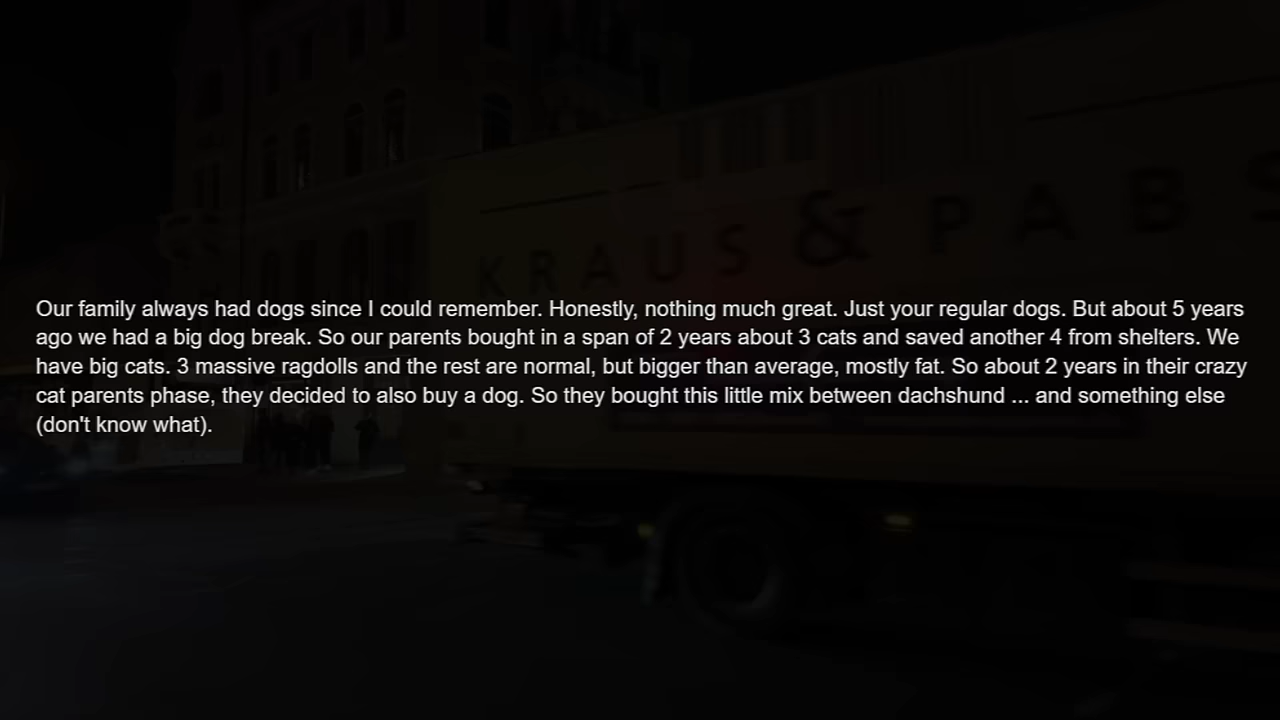 KRAUS & PABS
Our family always had dogs since I could remember. Honestly, nothing much great. Just your regular dogs. But about 5 years
ago we had a big dog break. So our parents bought in a span of 2 years about 3 cats and saved another 4 from shelters. We
have big cats. 3 massive ragdolls and the rest are normal, but bigger than average, mostly fat. So about 2 years in their crazy
cat parents phase, they decided to also buy a dog. So they bought this little mix between dachshund ... and something else
(don't know what).